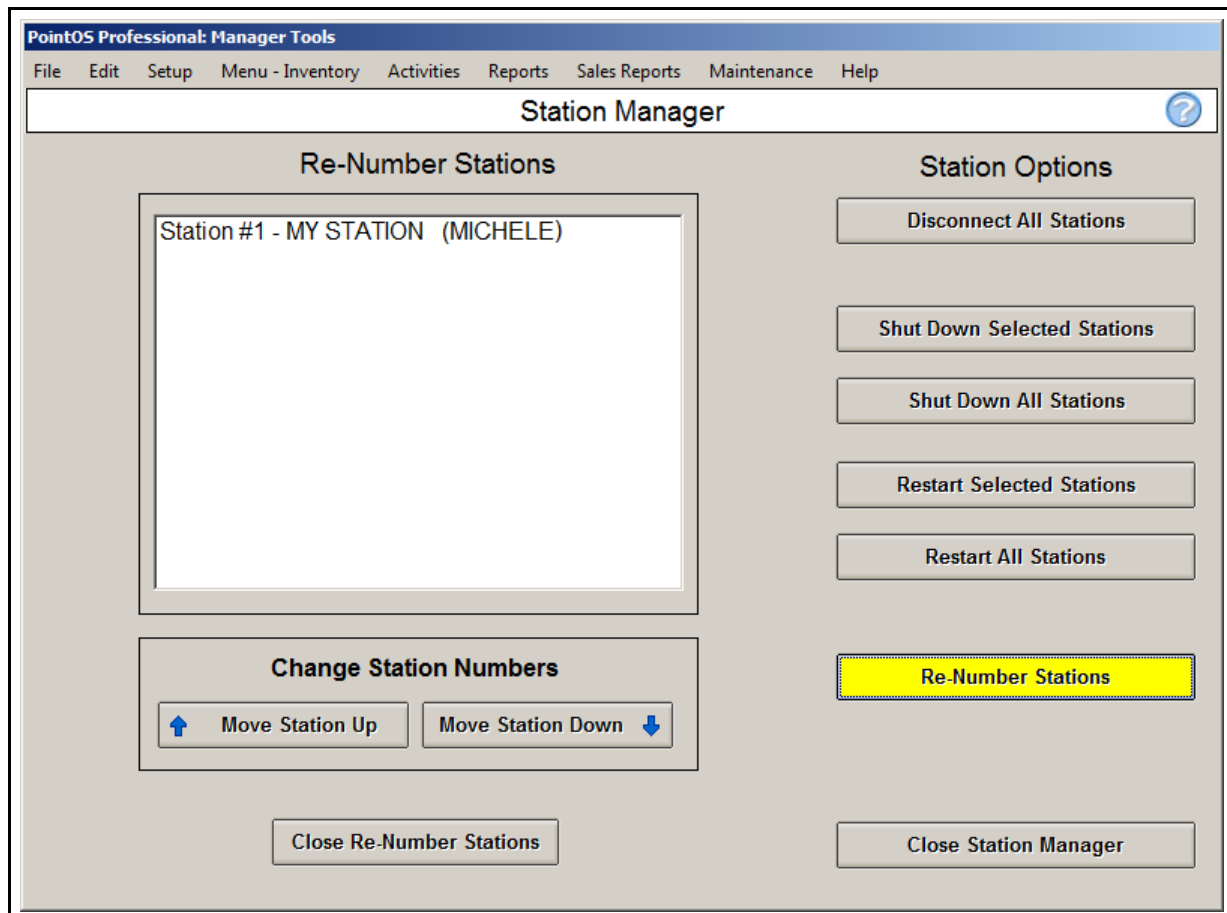 PointOS Professional: Manager Tools
File Edit Setup Menu - Inventory Activities Reports Sales Reports Maintenance Help
Station Manager ?
Re-Number Stations
Station #1 - MY STATION (MICHELE)
Change Station Numbers
Move Station Up Move Station Down
Close Re-Number Stations
Station Options
Disconnect All Stations
Shut Down Selected Stations
Shut Down All Stations
Restart Selected Stations
Restart All Stations
Re-Number Stations
Close Station Manager